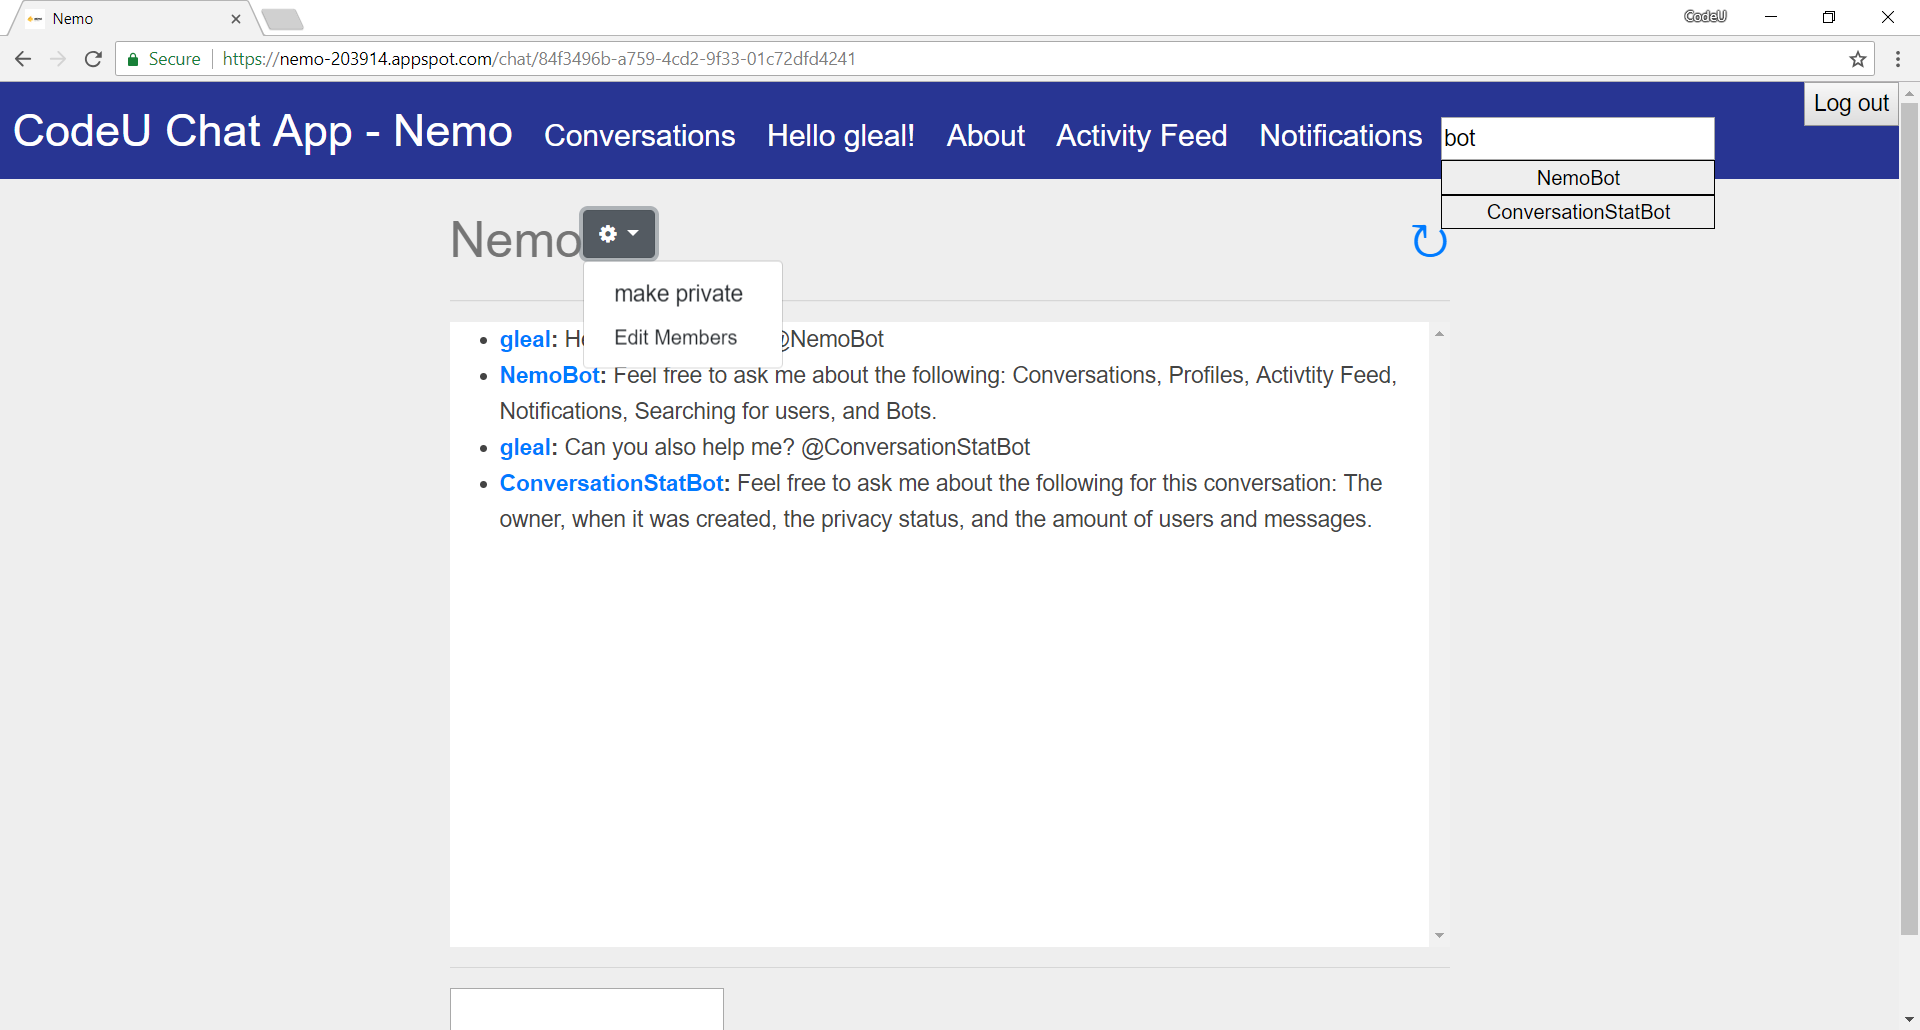 Nemo
CodeU
Secure https://nemo-203914.appspot.com/chat/84f3496b-a759-4cd2-9f33-01c72dfd4241
Log out
CodeU Chat App - Nemo Conversations Hello gleal! About Activity Feed Notifications bot
NemoBot
ConversationStatBot
Nemo
make private
Edit Members
gleal: @NemoBot
NemoBot: Feel free to ask me about the following: Conversations, Profiles, Activtity Feed,
Notifications, Searching for users, and Bots.
gleal: Can you also help me? @ConversationStatBot
ConversationStatBot: Feel free to ask me about the following for this conversation: The
owner, when it was created, the privacy status, and the amount of users and messages.